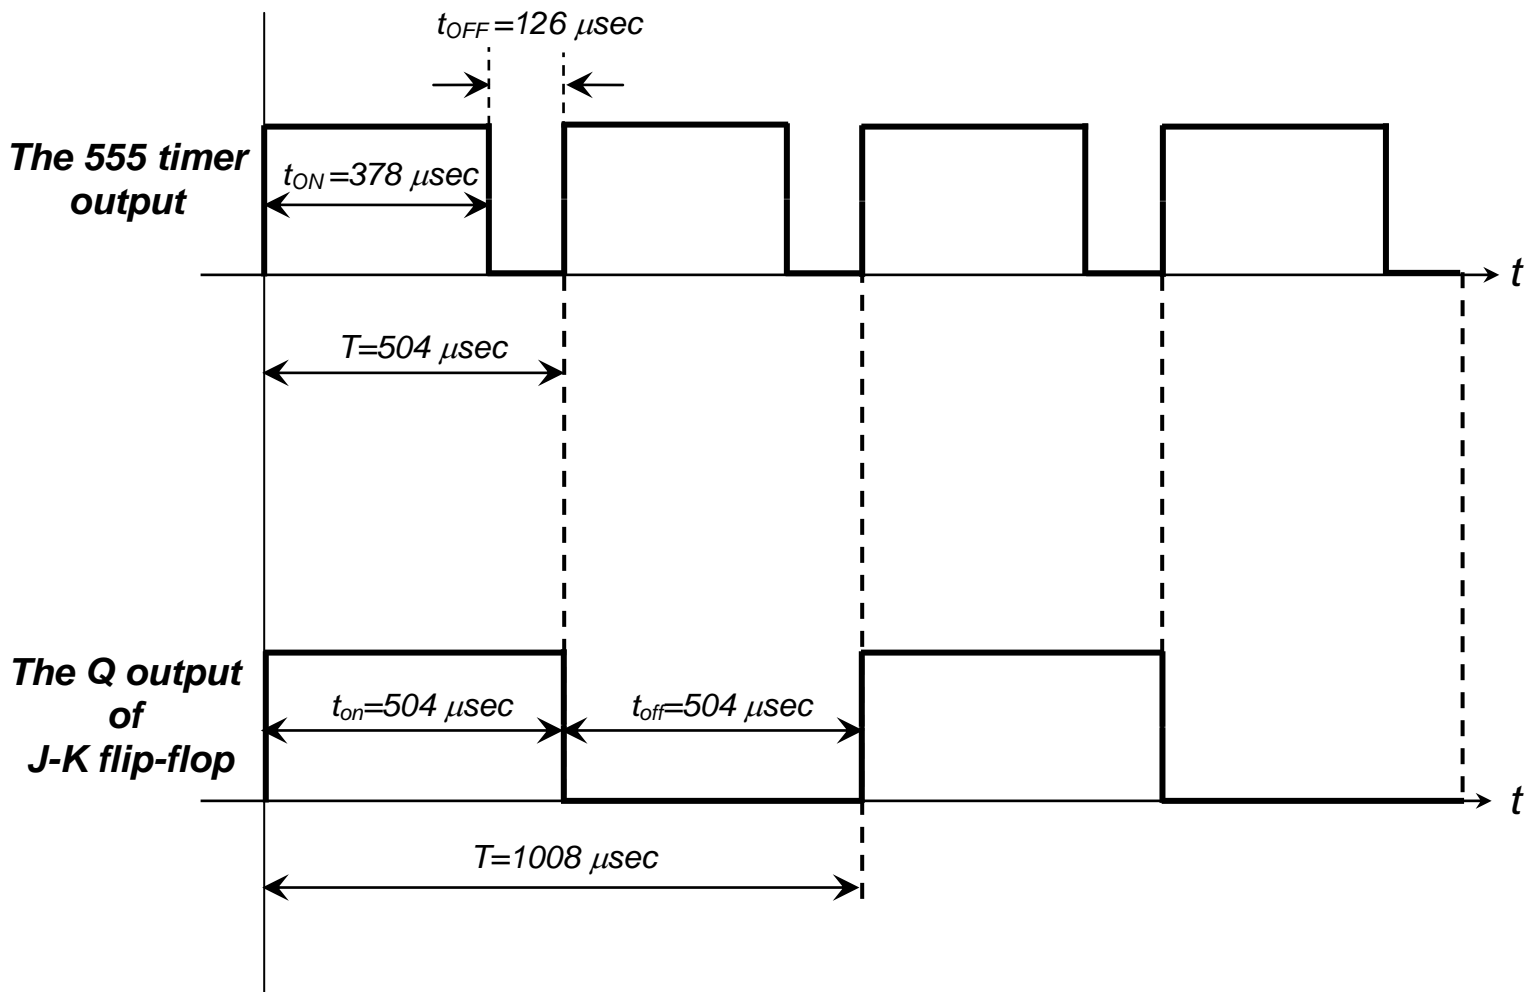 tOFF=126 μsec
The 555 timer
output
tON=378 μsec
t
T=504 μsec
The Q output
of
J-K flip-flop
ton=504 μsec
toff=504 μsec
t
T=1008 μsec